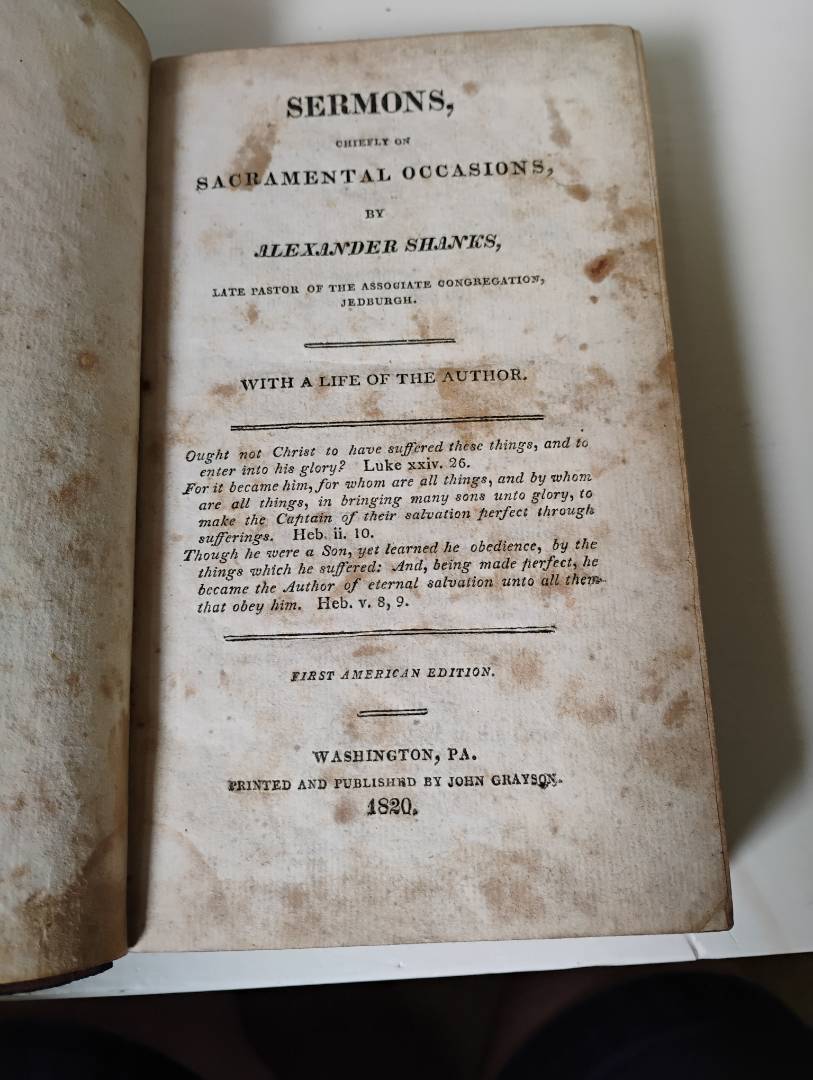 SERMONS,
CHIEFLY ON
SACRAMENTAL OCCASIONS,
BY
ALEXANDER SHANKS,
LATE PASTOR OF THE ASSOCIATE CONGREGATION,
JEDBURGH.
WITH A LIFE OF THE AUTHOR.
Ought not Christ to have suffered these things, and to
enter into his glory? Luke xxiv. 26.
For it became him, for whom are all things, and by whom
are all things, in bringing many sons unto glory, to
make the Captain of their salvation perfect through
sufferings. Heb. ii. 10.
Though he were a Son, yet learned he obedience, by the
things which he suffered: And, being made perfect, he
became the Author of eternal salvation unto all them
that obey him. Heb. v. 8, 9.
FIRST AMERICAN EDITION.
WASHINGTON, PA.
PRINTED AND PUBLISHED BY JOHN GRAYSON.
1820.